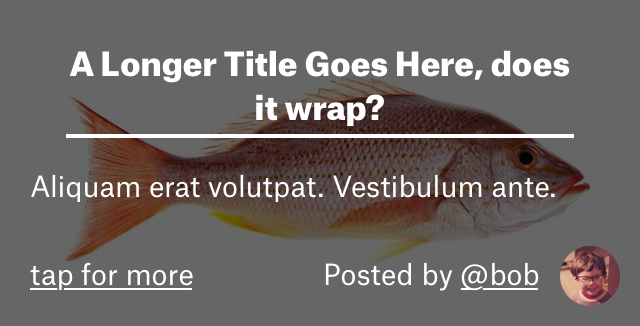 A Longer Title Goes Here, does
it wrap?
Aliquam erat volutpat. Vestibulum ante.
tap for more
Posted by @bob